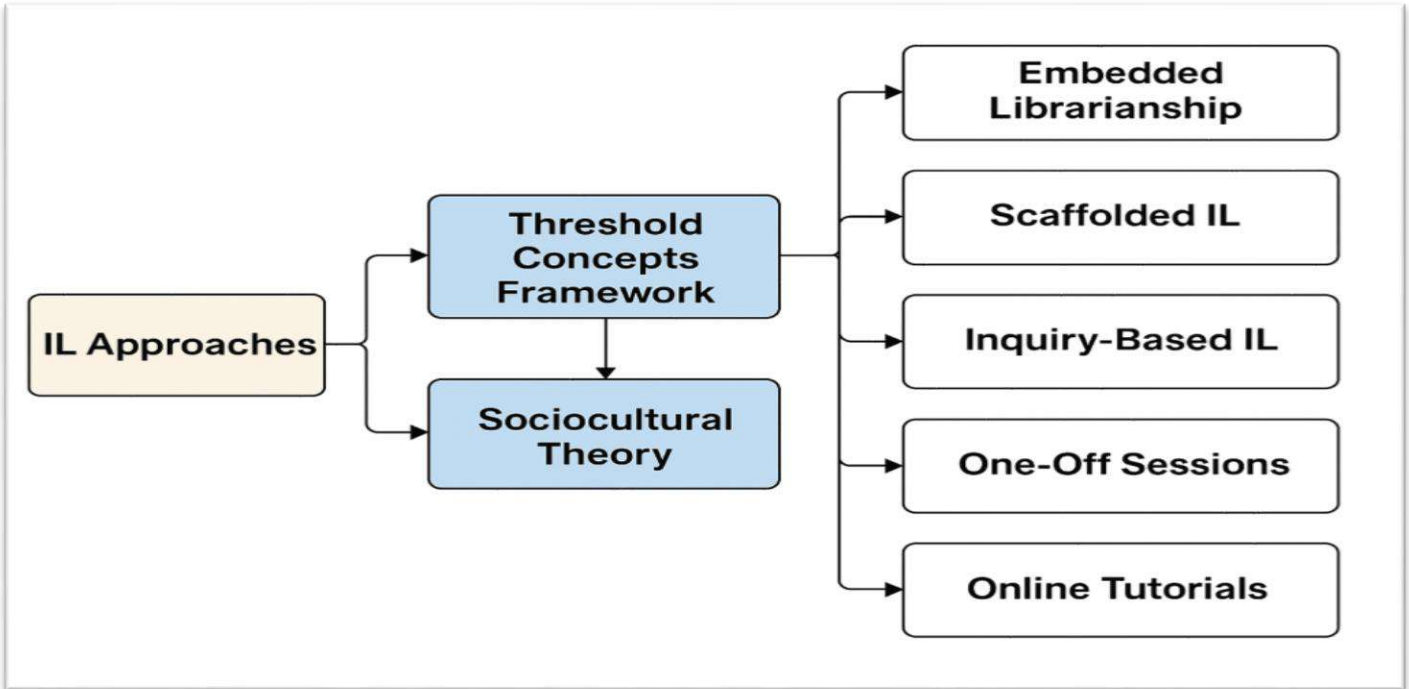 IL Approaches
Threshold
Concepts
Framework
Sociocultural
Theory
Embedded
Librarianship
Scaffolded IL
Inquiry-Based IL
One-Off Sessions
Online Tutorials